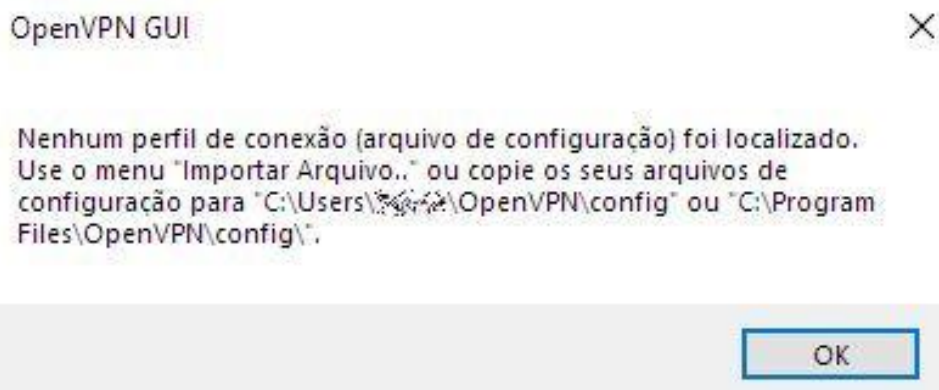 OpenVPN GUI
Nenhum perfil de conexão (arquivo de configuração) foi localizado.
Use o menu "Importar Arquivo.." ou copie os seus arquivos de
configuração para "C:\Users\\OpenVPN\config" ou "C:\Program
Files\OpenVPN\config\".
OK